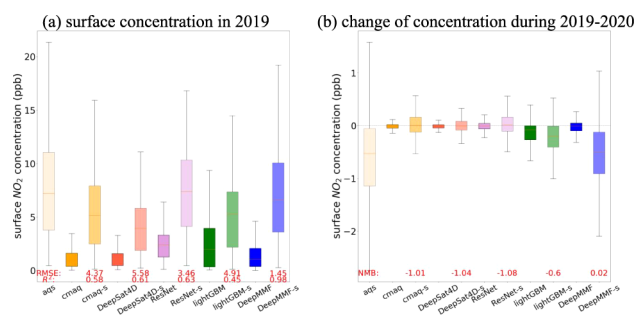 (a) surface concentration in 2019
(b) change of concentration during 2019-2020
surface NO2 concentration (ppb)
20
15
10
5
0
RMSE: 4.37 5.58 3.46 4.91 1.45
R²: 0.58 0.61 0.63 0.45 0.98
aqs
cmaq
cmaq-s
DeepSat4D
DeepSat4D-s
ResNet
ResNet-s
lightGBM
lightGBM-s
DeepMMF
DeepMMF-s
surface NO2 concentration (ppb)
1
0
−1
−2
NMB: -1.01 -1.04 -1.08 -0.6 0.02
aqs
cmaq
cmaq-s
DeepSat4D
DeepSat4D-s
ResNet
ResNet-s
lightGBM
lightGBM-s
DeepMMF
DeepMMF-s